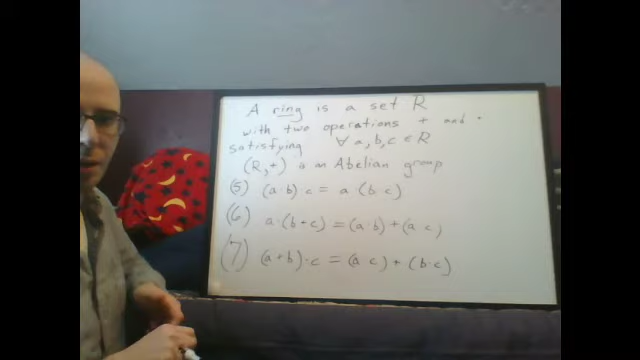 A ring is a set R
with two operations + and ·
satisfying ∀ a,b,c ∈ R
(R,+) is an Abelian group
(5) (a·b)·c = a·(b·c)
(6) a·(b+c) = (a·b)+(a·c)
(7) (a+b)·c = (a·c)+(b·c)